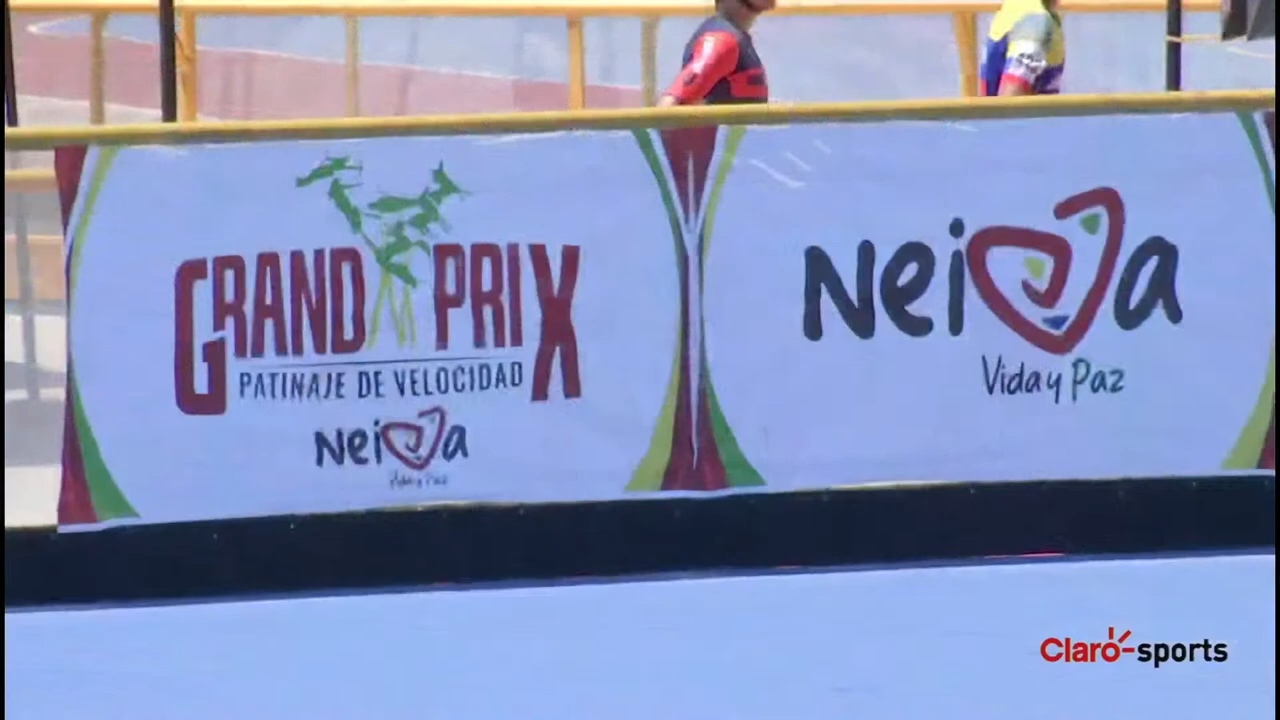 GRAND PRIX
PATINAJE DE VELOCIDAD
Neiva
Vida y Paz
Neiva
Vida y Paz
Claro-sports